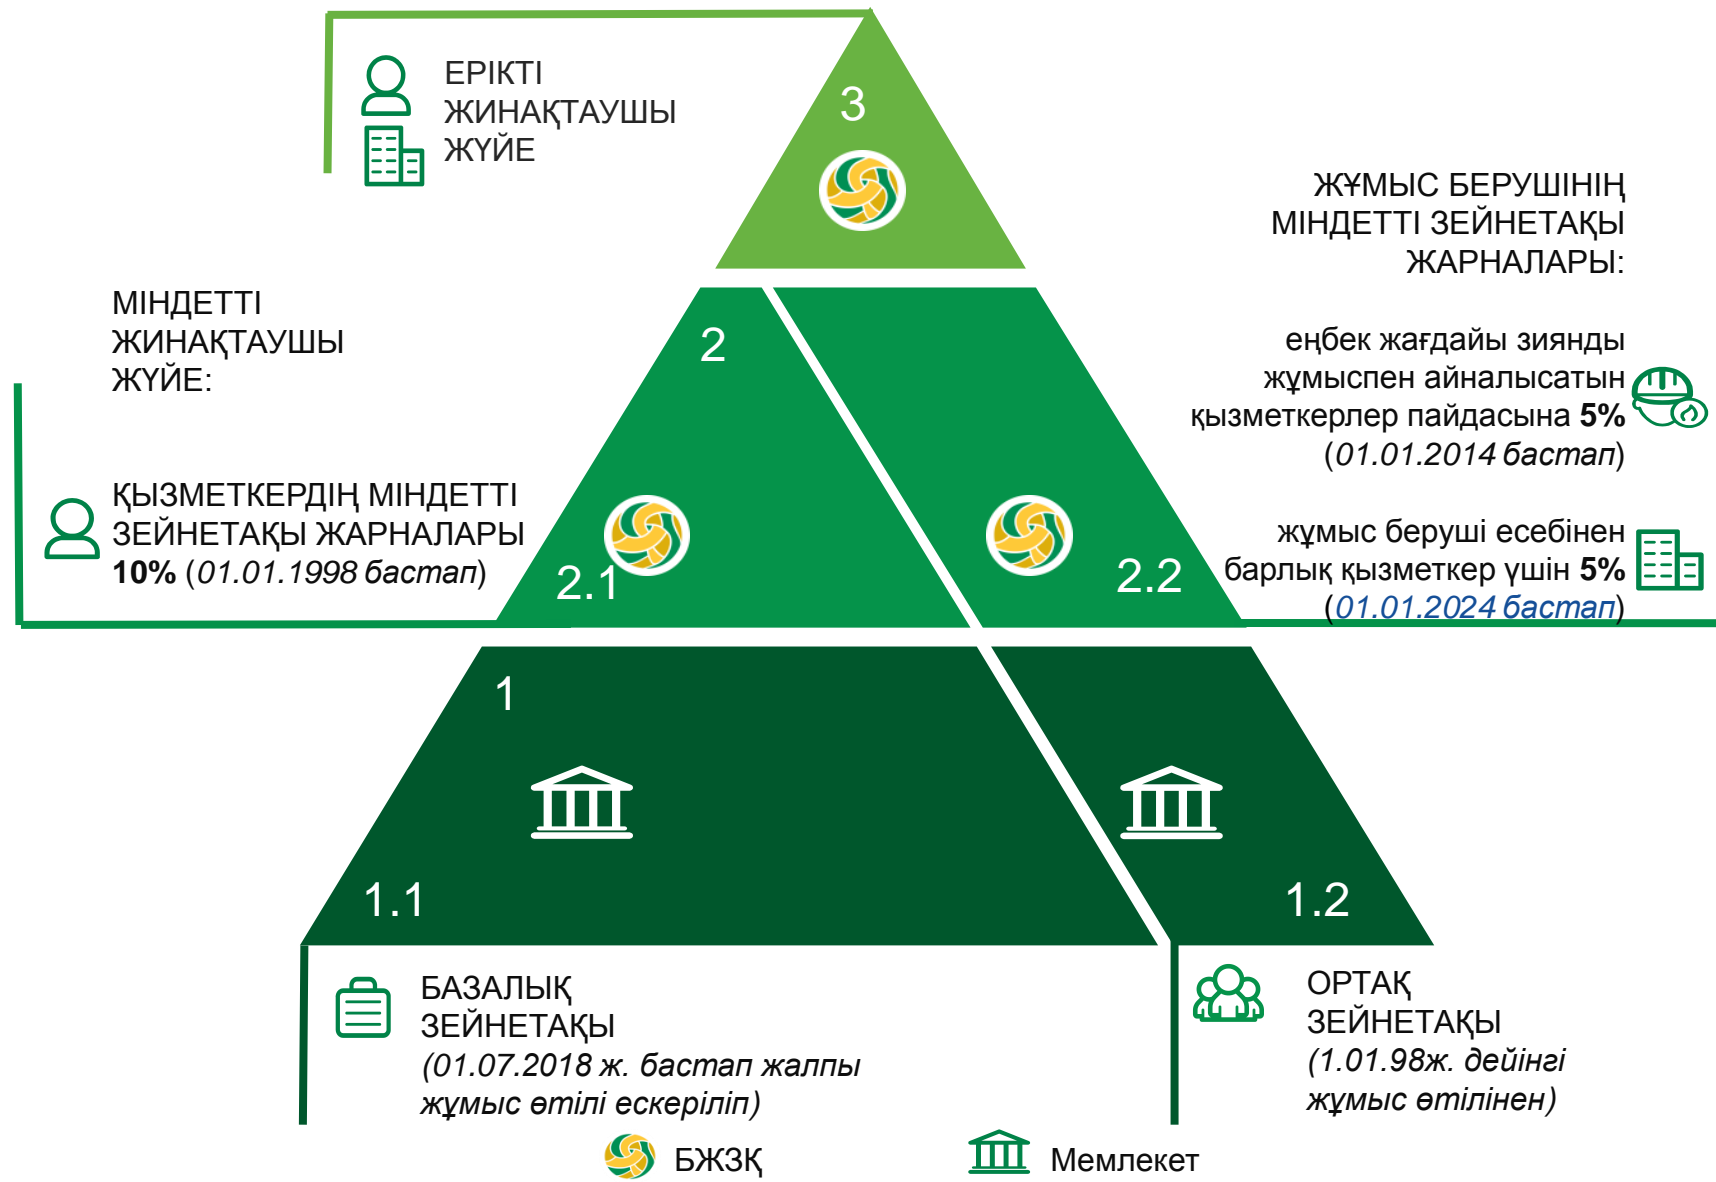 ЕРІКТІ
ЖИНАҚТАУШЫ
ЖҮЙЕ
3
ЖҰМЫС БЕРУШІНІҢ
МІНДЕТТІ ЗЕЙНЕТАҚЫ
ЖАРНАЛАРЫ:
МІНДЕТТІ
ЖИНАҚТАУШЫ
ЖҮЙЕ:
2
еңбек жағдайы зиянды
жұмыспен айналысатын
қызметкерлер пайдасына 5%
(01.01.2014 бастап)
ҚЫЗМЕТКЕРДІҢ МІНДЕТТІ
ЗЕЙНЕТАҚЫ ЖАРНАЛАРЫ
10% (01.01.1998 бастап)
2.1
2.2
жұмыс беруші есебінен
барлық қызметкер үшін 5%
(01.01.2024 бастап)
1
1.1
1.2
БАЗАЛЫҚ
ЗЕЙНЕТАҚЫ
(01.07.2018 ж. бастап жалпы
жұмыс өтілі ескеріліп)
ОРТАҚ
ЗЕЙНЕТАҚЫ
(1.01.98ж. дейінгі
жұмыс өтілінен)
БЖЗҚ
Мемлекет